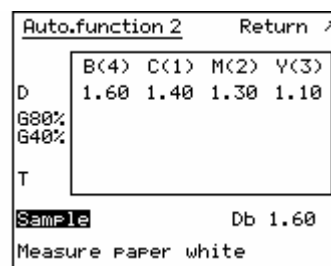 Auto.function 2 Return ↗
B(4) C(1) M(2) Y(3)
D 1.60 1.40 1.30 1.10
G80%
G40%
T
Sample Db 1.60
Measure paper white